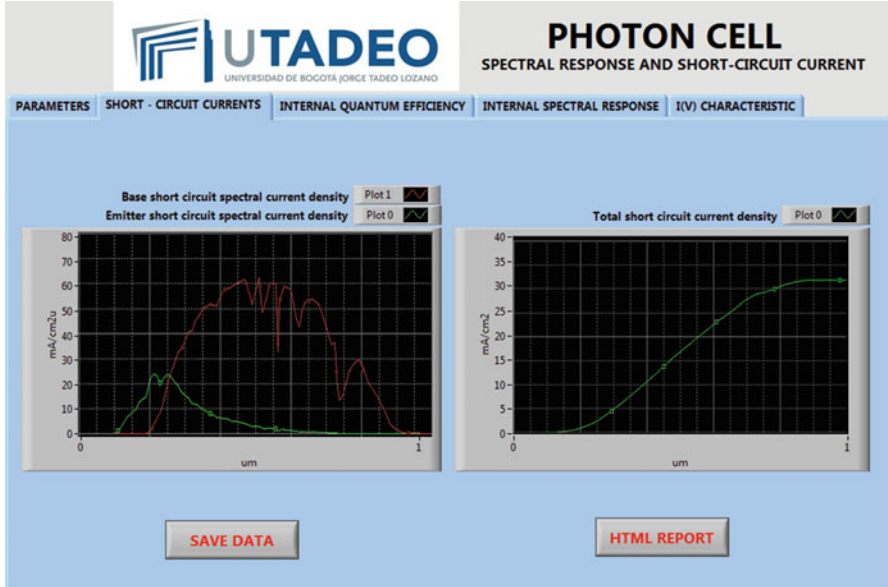 UTADEO
UNIVERSIDAD DE BOGOTÁ JORGE TADEO LOZANO
PHOTON CELL
SPECTRAL RESPONSE AND SHORT-CIRCUIT CURRENT
PARAMETERS
SHORT - CIRCUIT CURRENTS
INTERNAL QUANTUM EFFICIENCY
INTERNAL SPECTRAL RESPONSE
I(V) CHARACTERISTIC
Base short circuit spectral current density Plot 1
Emitter short circuit spectral current density Plot 0
80
70
60
50
40
30
20
10
0
mA/cm2u
0 1
um
Total short circuit current density Plot 0
40
35
30
25
20
15
10
5
0
mA/cm2
0 1
um
SAVE DATA
HTML REPORT